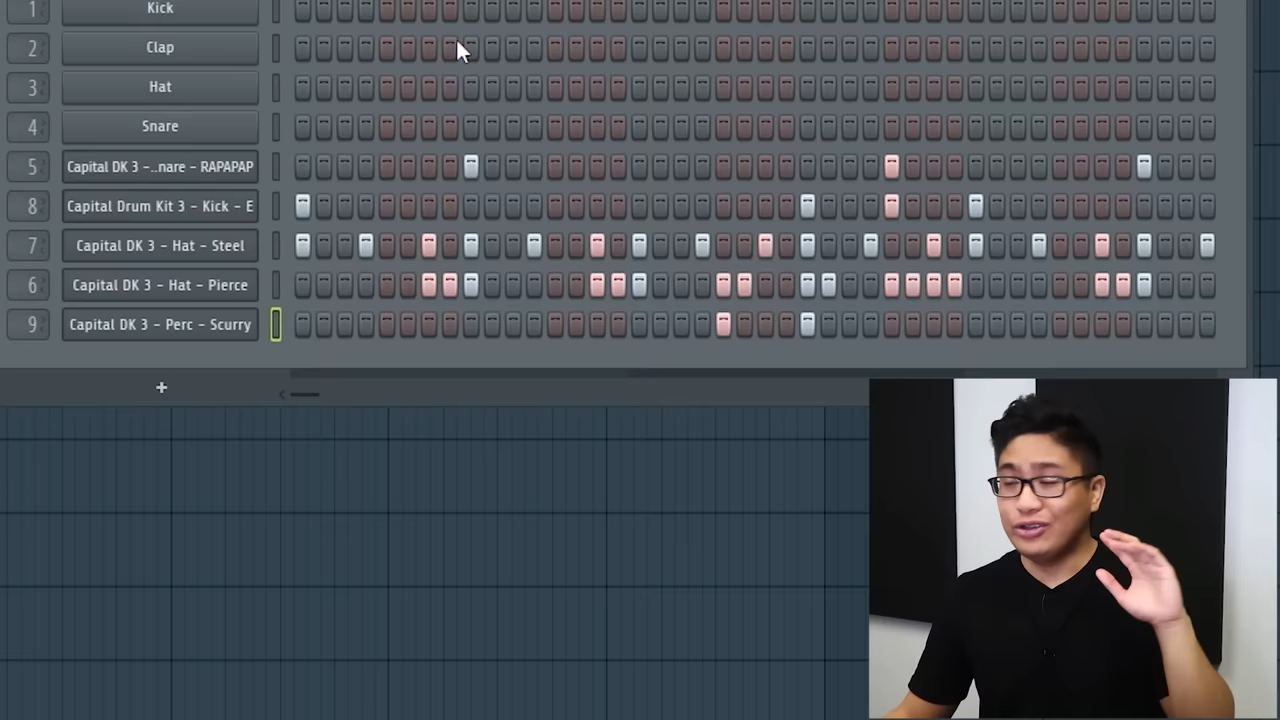 1 Kick
2 Clap
3 Hat
4 Snare
5 Capital DK 3 -..nare - RAPAPAP
8 Capital Drum Kit 3 - Kick - E
7 Capital DK 3 - Hat - Steel
6 Capital DK 3 - Hat - Pierce
9 Capital DK 3 - Perc - Scurry
+